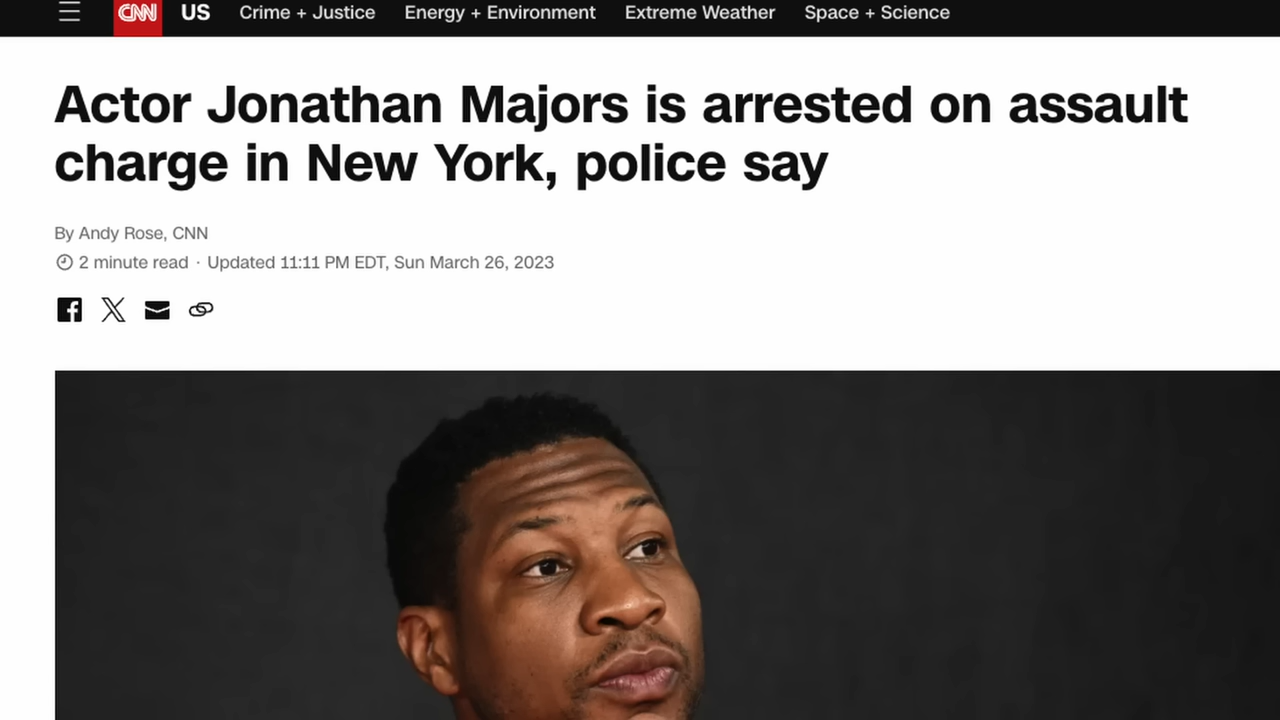 CNN US Crime + Justice Energy + Environment Extreme Weather Space + Science
Actor Jonathan Majors is arrested on assault
charge in New York, police say
By Andy Rose, CNN
2 minute read · Updated 11:11 PM EDT, Sun March 26, 2023